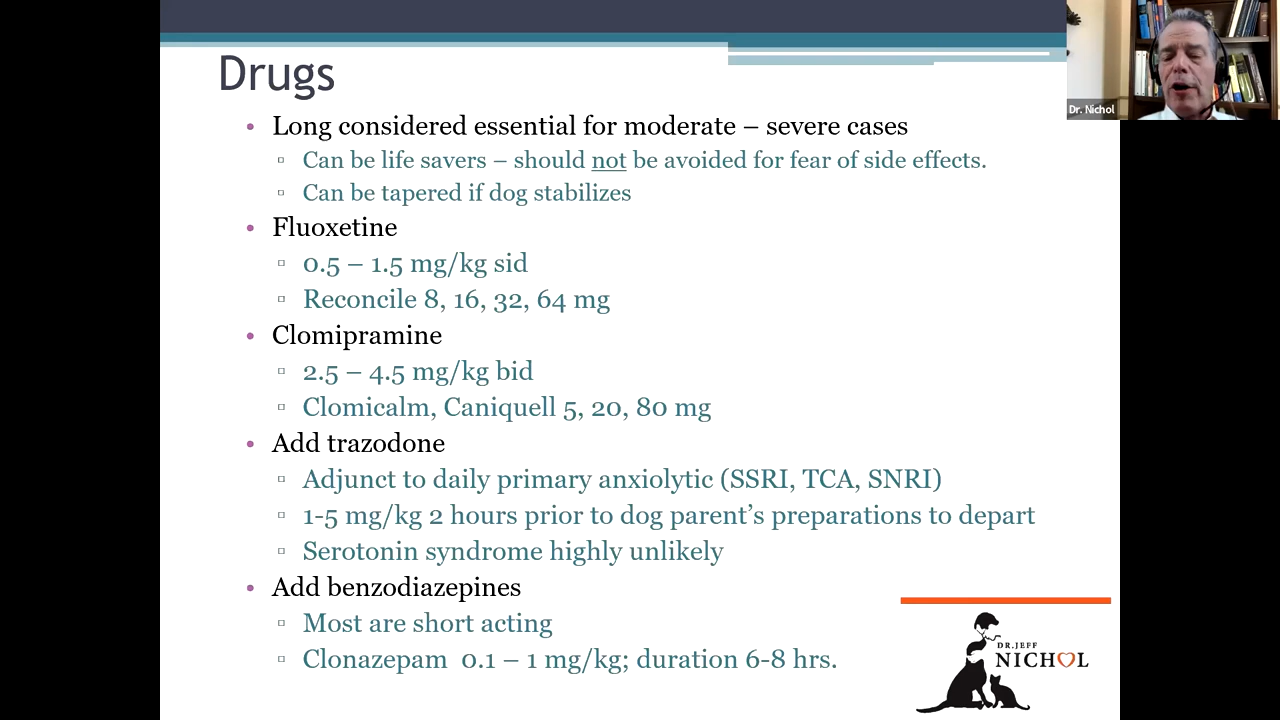 Drugs
Dr. Nichol
• Long considered essential for moderate – severe cases
▫ Can be life savers – should not be avoided for fear of side effects.
▫ Can be tapered if dog stabilizes
• Fluoxetine
▫ 0.5 – 1.5 mg/kg sid
▫ Reconcile 8, 16, 32, 64 mg
• Clomipramine
▫ 2.5 – 4.5 mg/kg bid
▫ Clomicalm, Caniquell 5, 20, 80 mg
• Add trazodone
▫ Adjunct to daily primary anxiolytic (SSRI, TCA, SNRI)
▫ 1-5 mg/kg 2 hours prior to dog parent’s preparations to depart
▫ Serotonin syndrome highly unlikely
• Add benzodiazepines
▫ Most are short acting
▫ Clonazepam 0.1 – 1 mg/kg; duration 6-8 hrs.
DR.JEFF
NICHOL